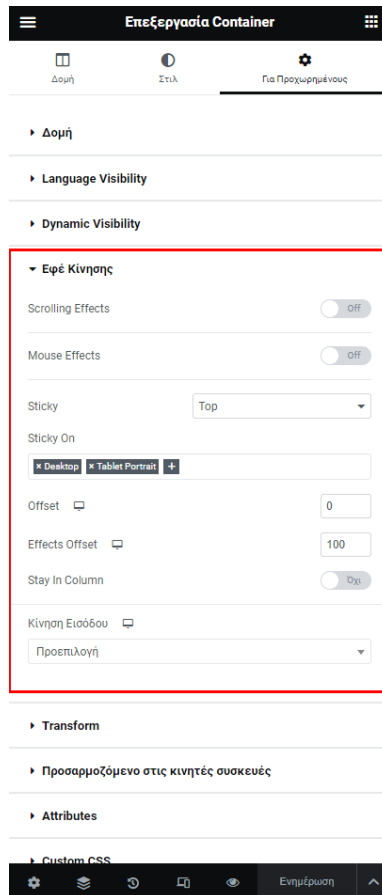 Επεξεργασία Container
Δομή
Στιλ
Για Προχωρημένους
Δομή
Language Visibility
Dynamic Visibility
Εφέ Κίνησης
Scrolling Effects
Off
Mouse Effects
Off
Sticky
Top
Sticky On
× Desktop × Tablet Portrait +
Offset
0
Effects Offset
100
Stay In Column
Όχι
Κίνηση Εισόδου
Προεπιλογή
Transform
Προσαρμοζόμενο στις κινητές συσκευές
Attributes
Custom CSS
Ενημέρωση